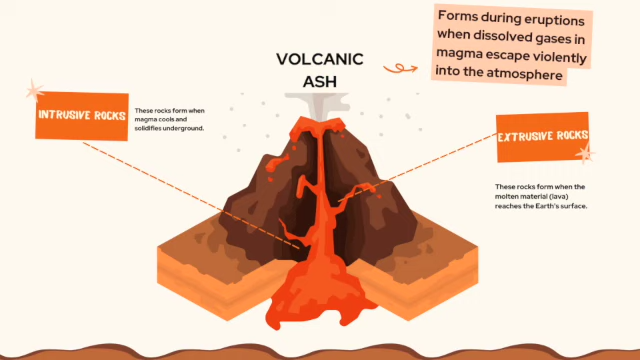 Forms during eruptions
when dissolved gases in
magma escape violently
into the atmosphere
VOLCANIC
ASH
INTRUSIVE ROCKS
These rocks form when
magma cools and
solidifies underground.
EXTRUSIVE ROCKS
These rocks form when the
molten material (lava)
reaches the Earth's surface.